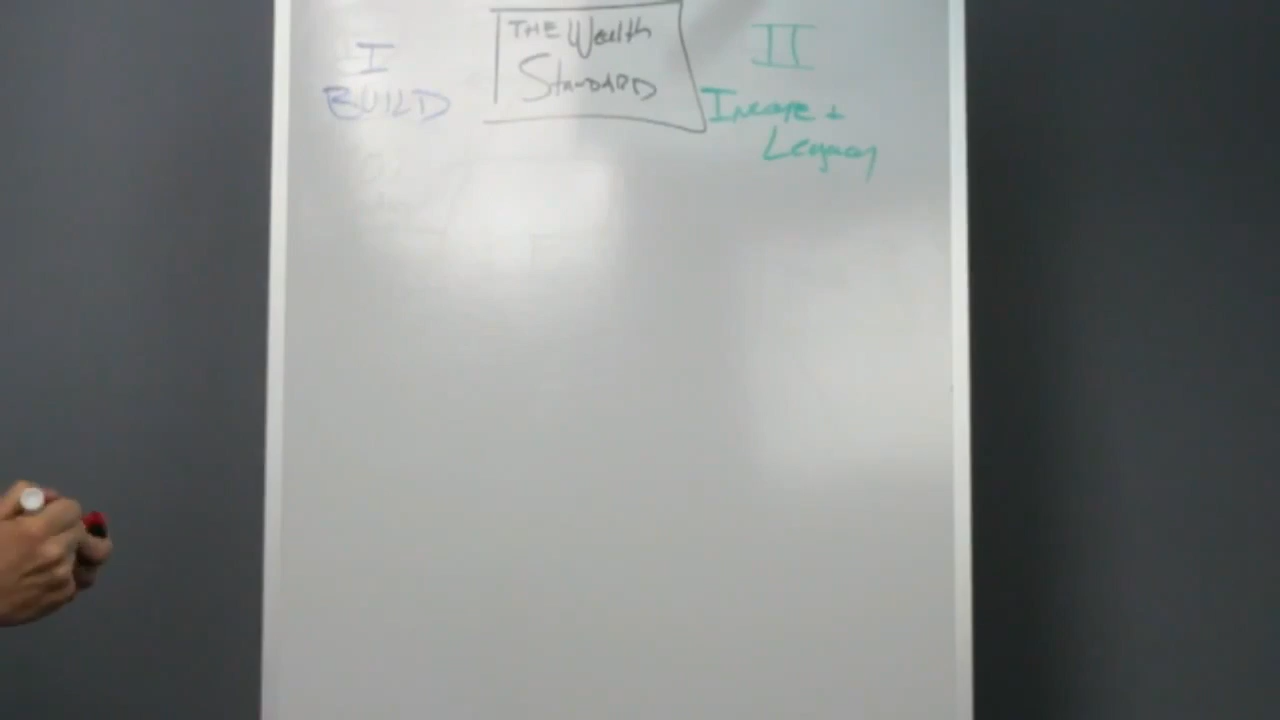 I
BUILD
THE Wealth
STANDARD
II
Income +
Legacy